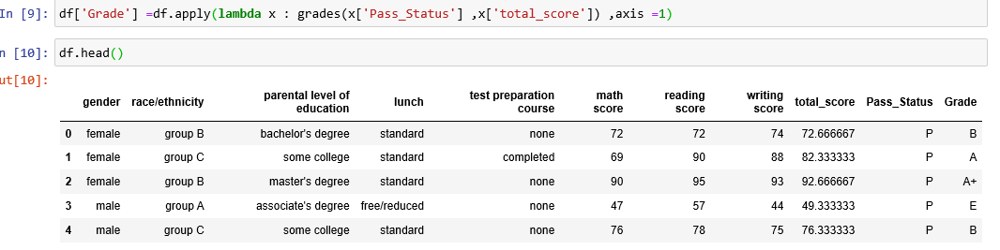 In [9]: df['Grade'] =df.apply(lambda x : grades(x['Pass_Status'] ,x['total_score']) ,axis =1)
n [10]: df.head()
ut[10]:
gender race/ethnicity parental level of education lunch test preparation course math score reading score writing score total_score Pass_Status Grade
0 female group B bachelor's degree standard none 72 72 74 72.666667 P B
1 female group C some college standard completed 69 90 88 82.333333 P A
2 female group B master's degree standard none 90 95 93 92.666667 P A+
3 male group A associate's degree free/reduced none 47 57 44 49.333333 P E
4 male group C some college standard none 76 78 75 76.333333 P B